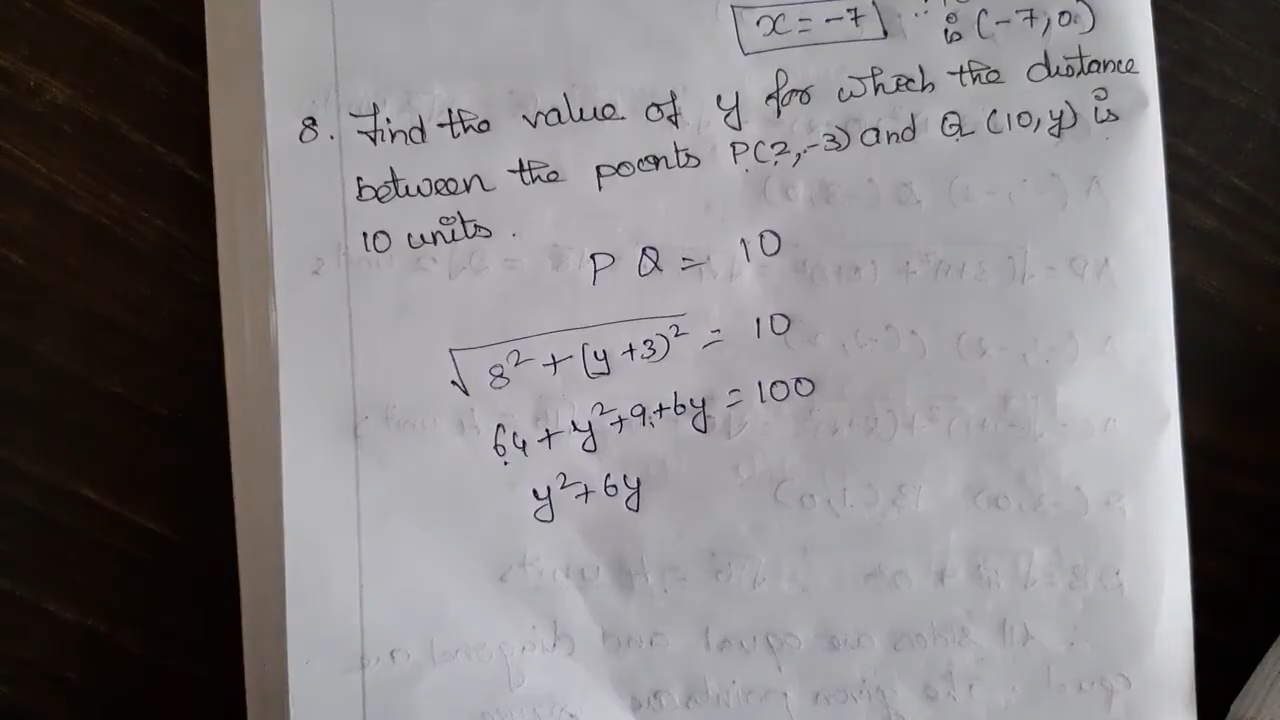 x = -7 ∴ is (-7, 0)
8. Find the value of y for which the distance
between the points P(2, -3) and Q (10, y) is
10 units.
PQ = 10
√8² + (y + 3)² = 10
64 + y² + 9 + 6y = 100
y² + 6y